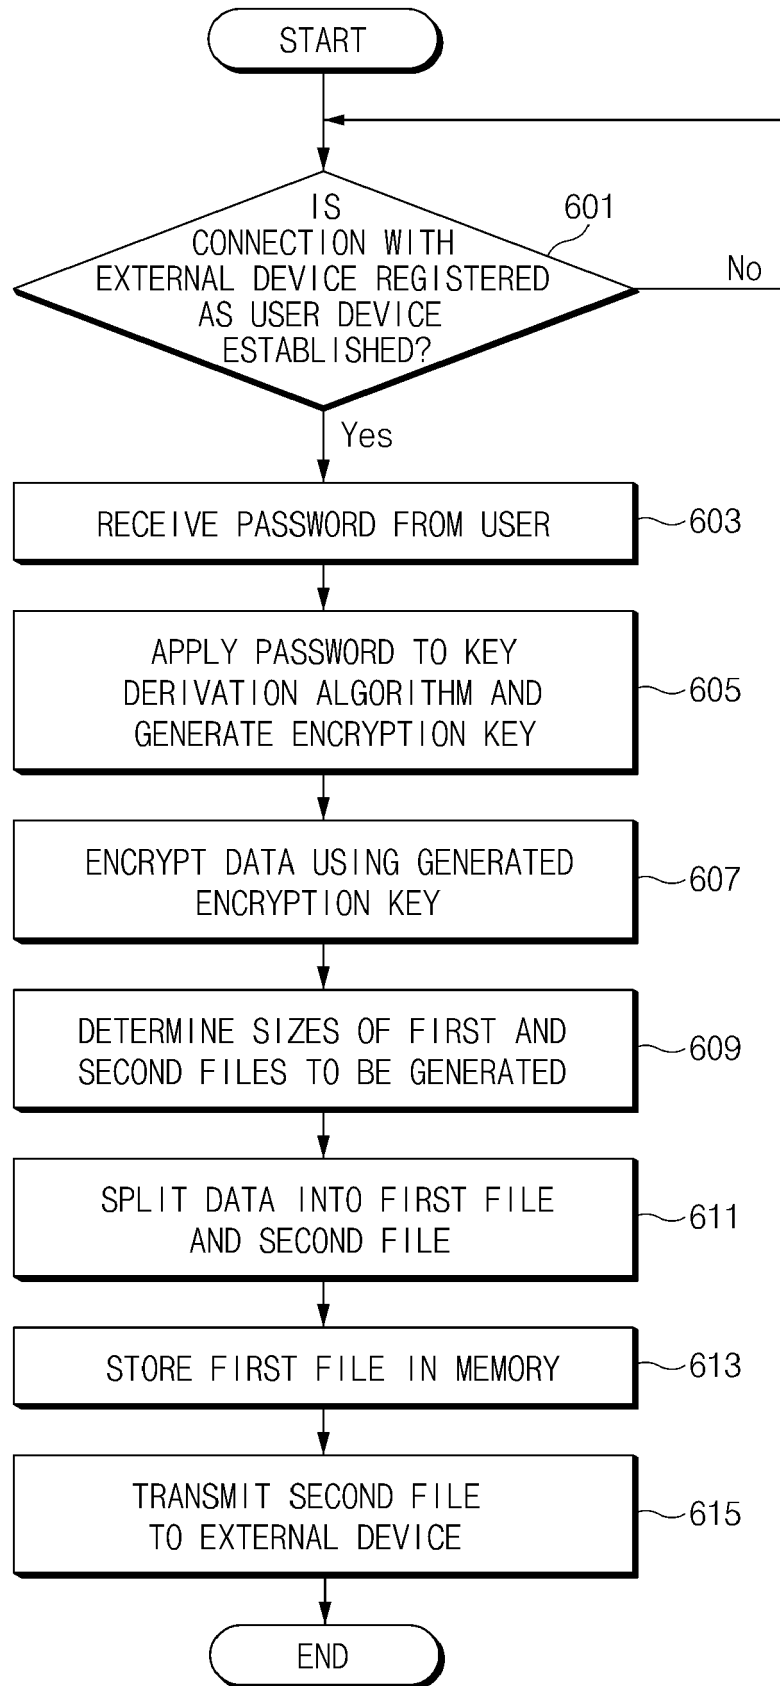 START
IS
CONNECTION WITH
EXTERNAL DEVICE REGISTERED
AS USER DEVICE
ESTABLISHED?
601
No
Yes
RECEIVE PASSWORD FROM USER
603
APPLY PASSWORD TO KEY
DERIVATION ALGORITHM AND
GENERATE ENCRYPTION KEY
605
ENCRYPT DATA USING GENERATED
ENCRYPTION KEY
607
DETERMINE SIZES OF FIRST AND
SECOND FILES TO BE GENERATED
609
SPLIT DATA INTO FIRST FILE
AND SECOND FILE
611
STORE FIRST FILE IN MEMORY
613
TRANSMIT SECOND FILE
TO EXTERNAL DEVICE
615
END